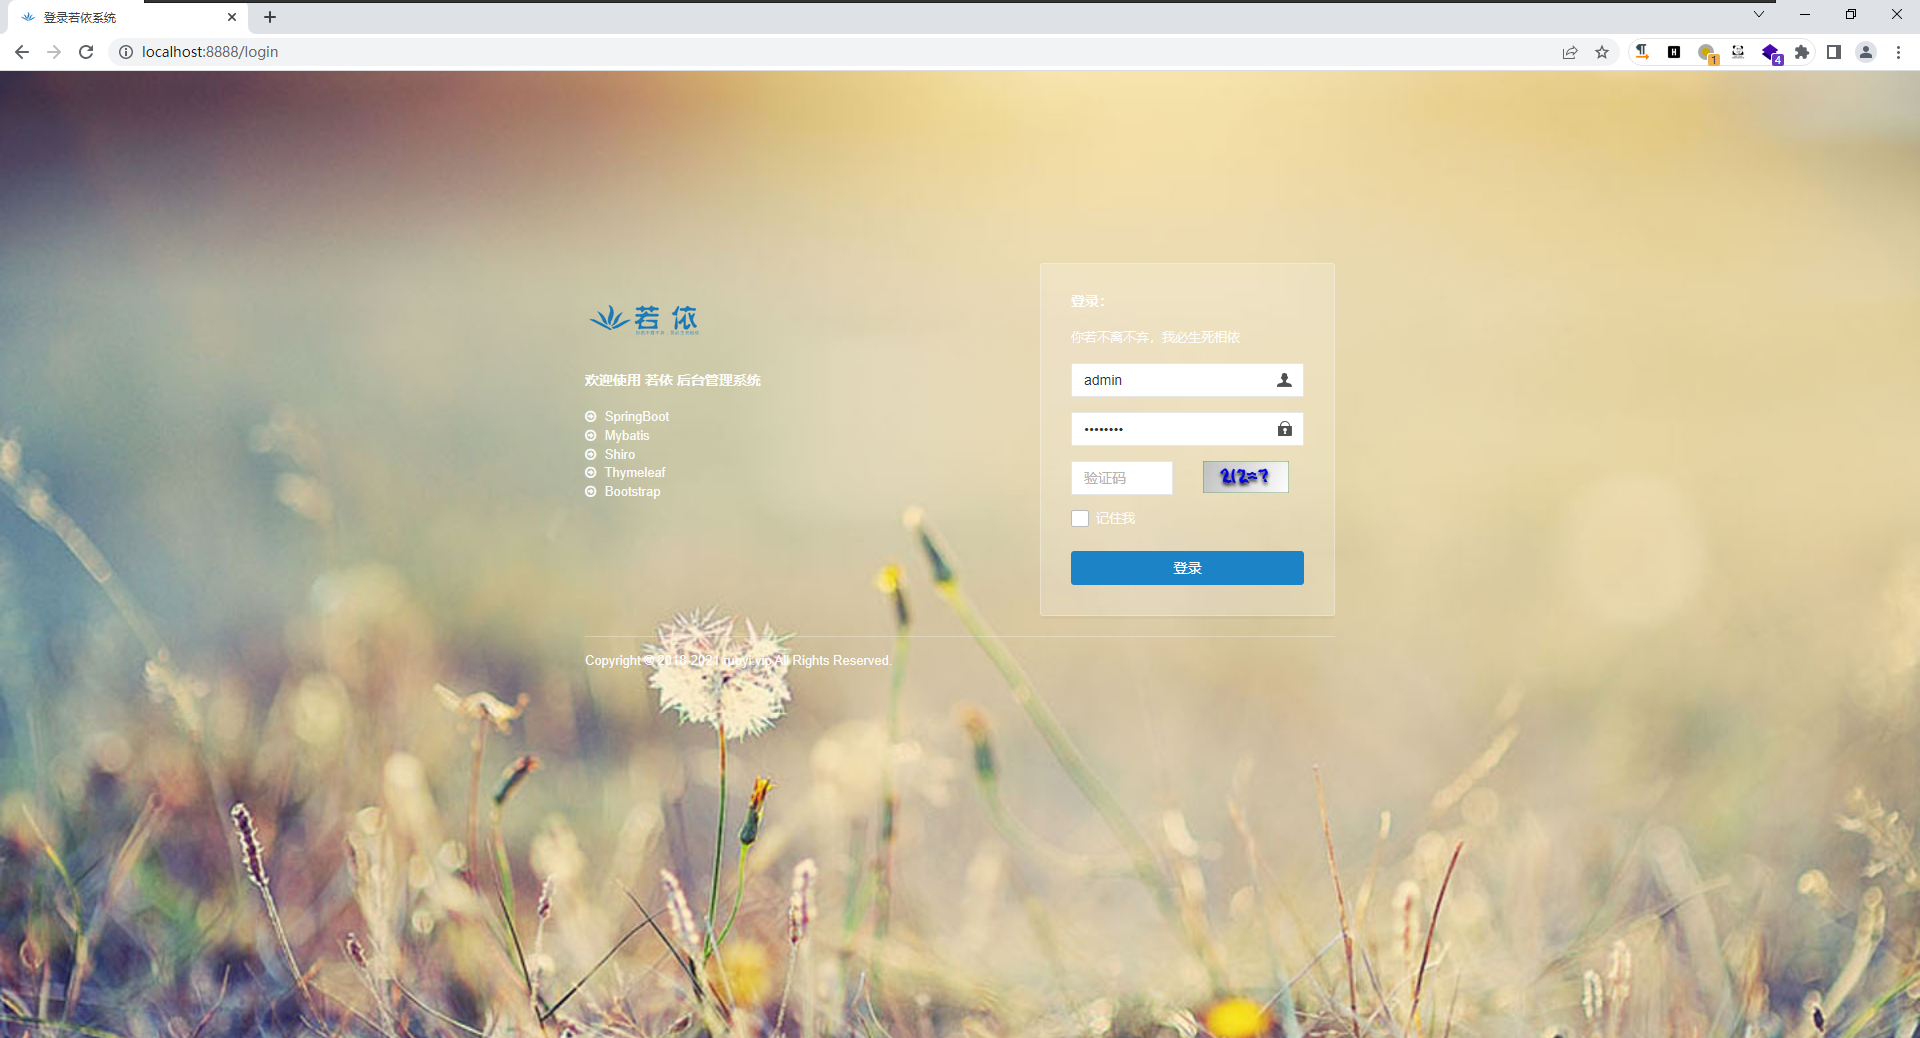 登录若依系统
localhost:8888/login
1
4
若 依
欢迎使用 若依 后台管理系统
SpringBoot
Mybatis
Shiro
Thymeleaf
Bootstrap
登录:
你若不离不弃，我必生死相依
admin
验证码
2/2=?
记住我
登录
Copyright © 2018-2021 ruoyi.vip All Rights Reserved.